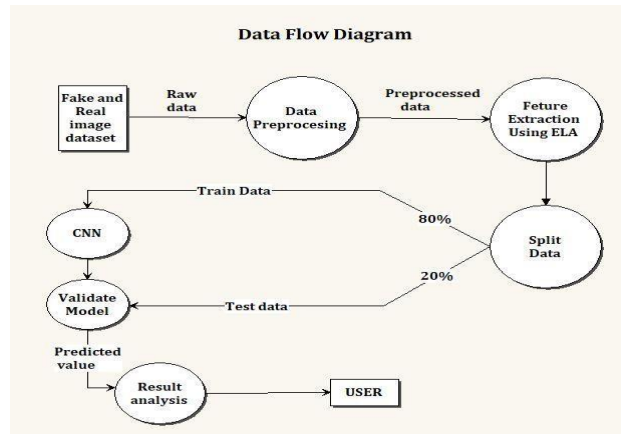 Data Flow Diagram
Fake and
Real
image
dataset
Raw
data
Data
Preprocesing
Preprocessed
data
Feture
Extraction
Using ELA
Train Data
80%
CNN
Split
Data
20%
Validate
Model
Test data
Predicted
value
Result
analysis
USER